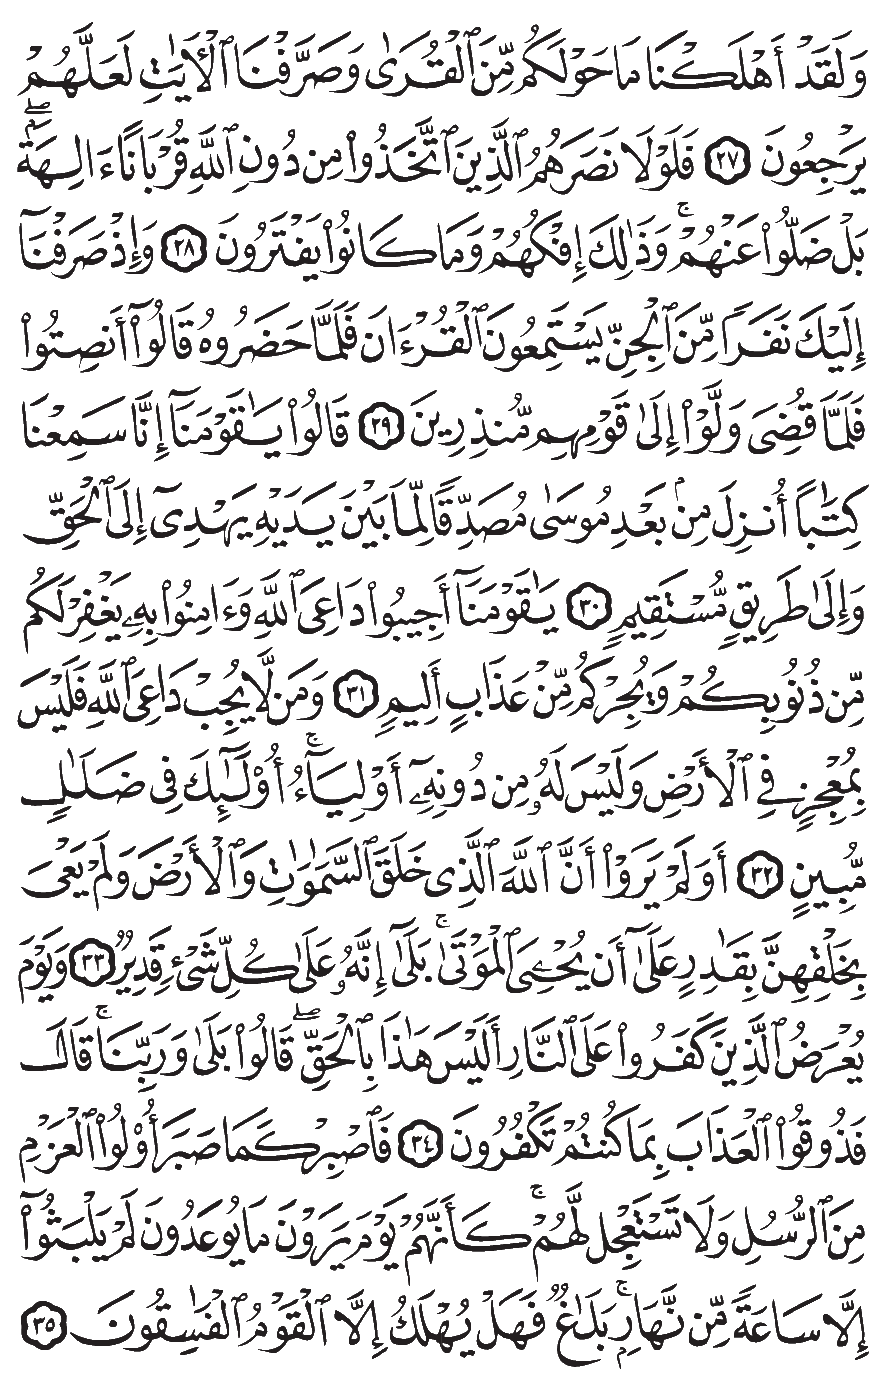 وَلَقَدْ أَهْلَكْنَا مَا حَوْلَكُم مِّنَ ٱلْقُرَىٰ وَصَرَّفْنَا ٱلْأَيَٰتِ لَعَلَّهُمْ
يَرْجِعُونَ ٢٧ فَلَوْلَا نَصَرَهُمُ ٱلَّذِينَ ٱتَّخَذُوا۟ مِن دُونِ ٱللَّهِ قُرْبَانًا ءَالِهَةًۢ ۖ
بَلْ ضَلُّوا۟ عَنْهُمْ ۚ وَذَٰلِكَ إِفْكُهُمْ وَمَا كَانُوا۟ يَفْتَرُونَ ٢٨ وَإِذْ صَرَفْنَآ
إِلَيْكَ نَفَرًا مِّنَ ٱلْجِنِّ يَسْتَمِعُونَ ٱلْقُرْءَانَ فَلَمَّا حَضَرُوهُ قَالُوٓا۟ أَنصِتُوا۟
فَلَمَّا قُضِىَ وَلَّوْا۟ إِلَىٰ قَوْمِهِم مُّنذِرِينَ ٢٩ قَالُوا۟ يَٰقَوْمَنَآ إِنَّا سَمِعْنَا
كِتَٰبًا أُنزِلَ مِنۢ بَعْدِ مُوسَىٰ مُصَدِّقًا لِّمَا بَيْنَ يَدَيْهِ يَهْدِىٓ إِلَى ٱلْحَقِّ
وَإِلَىٰ طَرِيقٍ مُّسْتَقِيمٍ ٣٠ يَٰقَوْمَنَآ أَجِيبُوا۟ دَاعِىَ ٱللَّهِ وَءَامِنُوا۟ بِهِۦ يَغْفِرْ لَكُم
مِّن ذُنُوبِكُمْ وَيُجِرْكُم مِّنْ عَذَابٍ أَلِيمٍ ٣١ وَمَن لَّا يُجِبْ دَاعِىَ ٱللَّهِ فَلَيْسَ
بِمُعْجِزٍ فِى ٱلْأَرْضِ وَلَيْسَ لَهُۥ مِن دُونِهِۦٓ أَوْلِيَآءُ ۚ أُو۟لَٰٓئِكَ فِى ضَلَٰلٍ
مُّبِينٍ ٣٢ أَوَلَمْ يَرَوْا۟ أَنَّ ٱللَّهَ ٱلَّذِى خَلَقَ ٱلسَّمَٰوَٰتِ وَٱلْأَرْضَ وَلَمْ يَعْىَ
بِخَلْقِهِنَّ بِقَٰدِرٍ عَلَىٰٓ أَن يُحْـِۧىَ ٱلْمَوْتَىٰ ۚ بَلَىٰٓ إِنَّهُۥ عَلَىٰ كُلِّ شَىْءٍ قَدِيرٌ ٣٣ وَيَوْمَ
يُعْرَضُ ٱلَّذِينَ كَفَرُوا۟ عَلَى ٱلنَّارِ أَلَيْسَ هَٰذَا بِٱلْحَقِّ ۖ قَالُوا۟ بَلَىٰ وَرَبِّنَا ۚ قَالَ
فَذُوقُوا۟ ٱلْعَذَابَ بِمَا كُنتُمْ تَكْفُرُونَ ٣٤ فَٱصْبِرْ كَمَا صَبَرَ أُو۟لُوا۟ ٱلْعَزْمِ
مِنَ ٱلرُّسُلِ وَلَا تَسْتَعْجِل لَّهُمْ ۚ كَأَنَّهُمْ يَوْمَ يَرَوْنَ مَا يُوعَدُونَ لَمْ يَلْبَثُوٓا۟
إِلَّا سَاعَةً مِّن نَّهَارٍۭ ۚ بَلَٰغٌ فَهَلْ يُهْلَكُ إِلَّا ٱلْقَوْمُ ٱلْفَٰسِقُونَ ٣٥